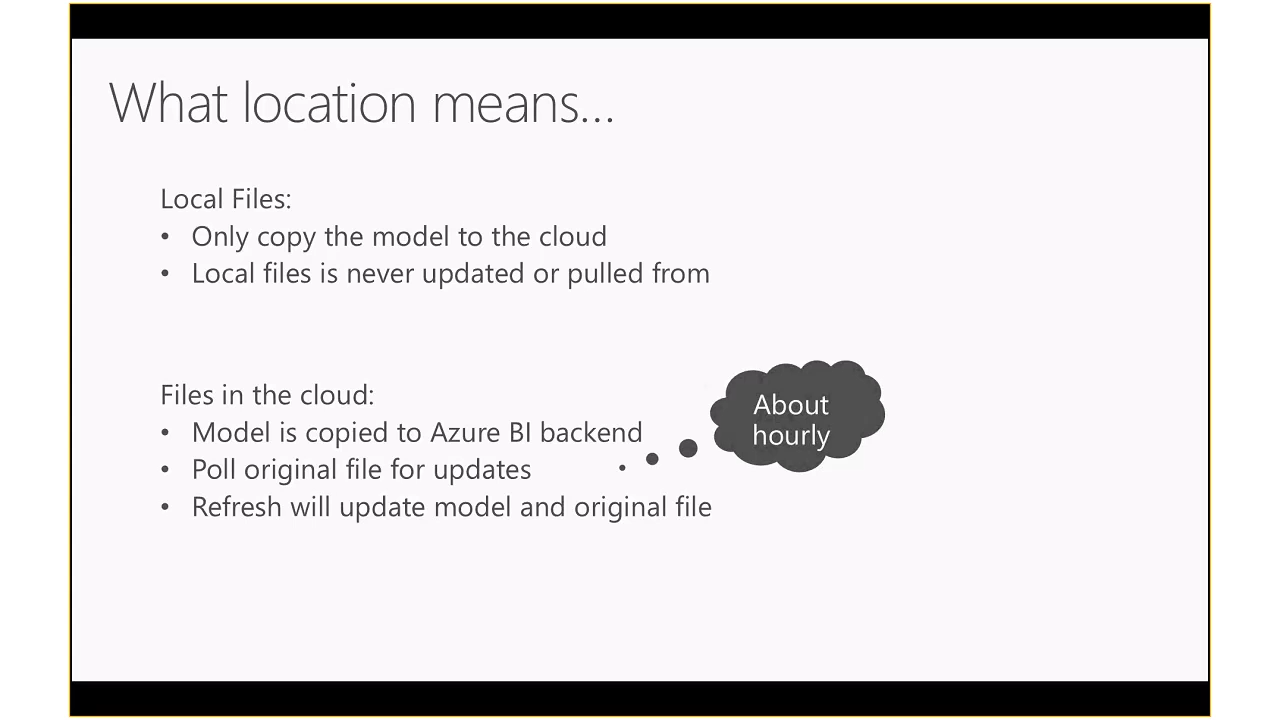 What location means...
Local Files:
• Only copy the model to the cloud
• Local files is never updated or pulled from
Files in the cloud:
• Model is copied to Azure BI backend
• Poll original file for updates
• Refresh will update model and original file
About
hourly